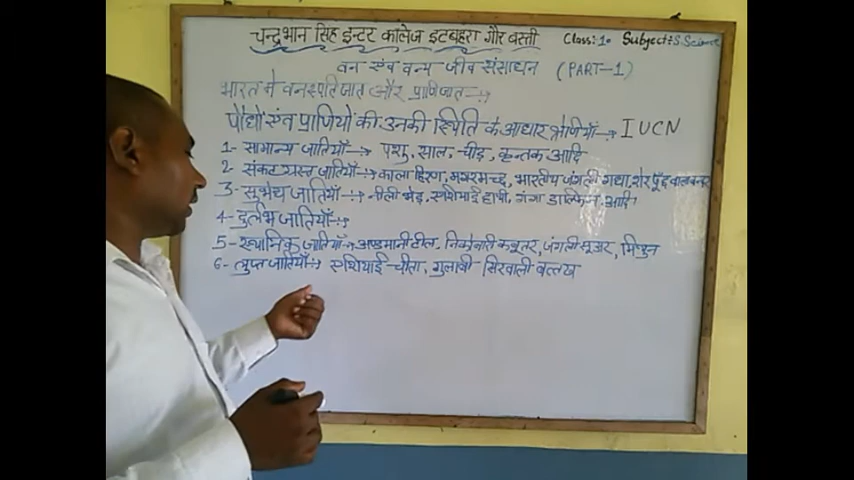 चन्द्रभान सिंह इन्टर कालेज इटबहरा गौर बस्ती Class:10 Subject:S.Science
वन एंव वन्य जीव संसाधन (PART-1)
भारत मे वनस्पतिजात और प्राणिजात-:
पौधो एंव प्राणियो की उनकी स्थिति के आधार श्रेणियाँ→ IUCN
1- सामान्य जातियाँ-: पशु, साल, चीड़, कृन्तक आदि
2- संकटग्रस्त जातियाँ-: काला हिरण, मगरमच्छ, भारतीय जंगली गधा, शेर पूँछ वाला बन्दर
3- सुभेध जातियाँ-: नीली भेड़, एशियाई हाथी, गंगा डाल्फिन आदि
4- दुर्लभ जातियाँ-:
5- स्थानिक जातियाँ-: अण्डमानी टील, निकोबारी कबूतर, जंगली सूअर, मिथुन
6- लुप्त जातियाँ-: एशियाई-चीता, गुलाबी सिरवाली बत्तख